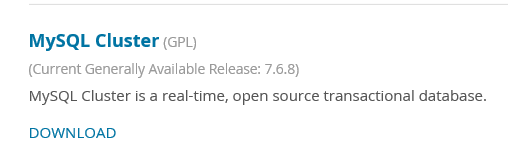 MySQL Cluster (GPL)
(Current Generally Available Release: 7.6.8)
MySQL Cluster is a real-time, open source transactional database.
DOWNLOAD